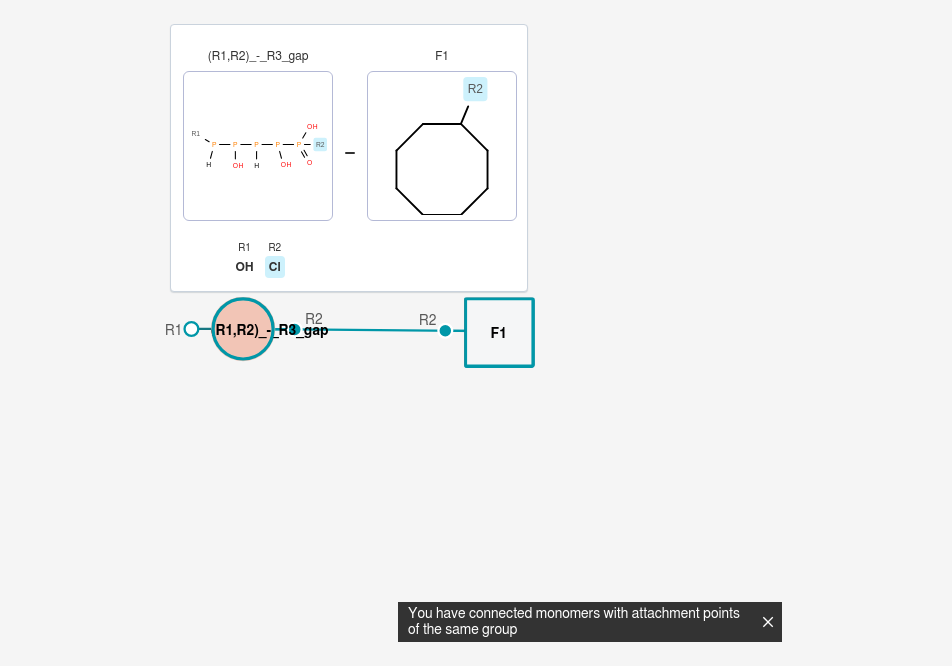 (R1,R2)_-_R3_gap
F1
R1
P
P
P
P
P
OH
R2
H
OH
H
OH
O
–
R2
R1
R2
OH
Cl
R1
R1,R2)_-_R3_gap
R2
R2
F1
You have connected monomers with attachment points
of the same group